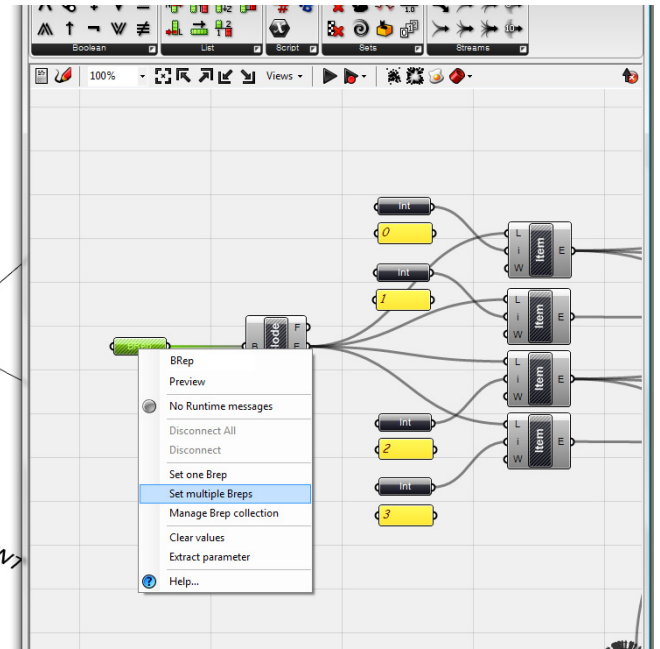 Boolean
List
Script
Sets
Streams
100%
Views
Int
0
L
i
W
Item
E
Int
1
L
i
W
Item
E
BRep
B
F
E
BRep
Preview
No Runtime messages
Disconnect All
Disconnect
Set one Brep
Set multiple Breps
Manage Brep collection
Clear values
Extract parameter
Help...
L
i
W
Item
E
Int
2
L
i
W
Item
E
Int
3